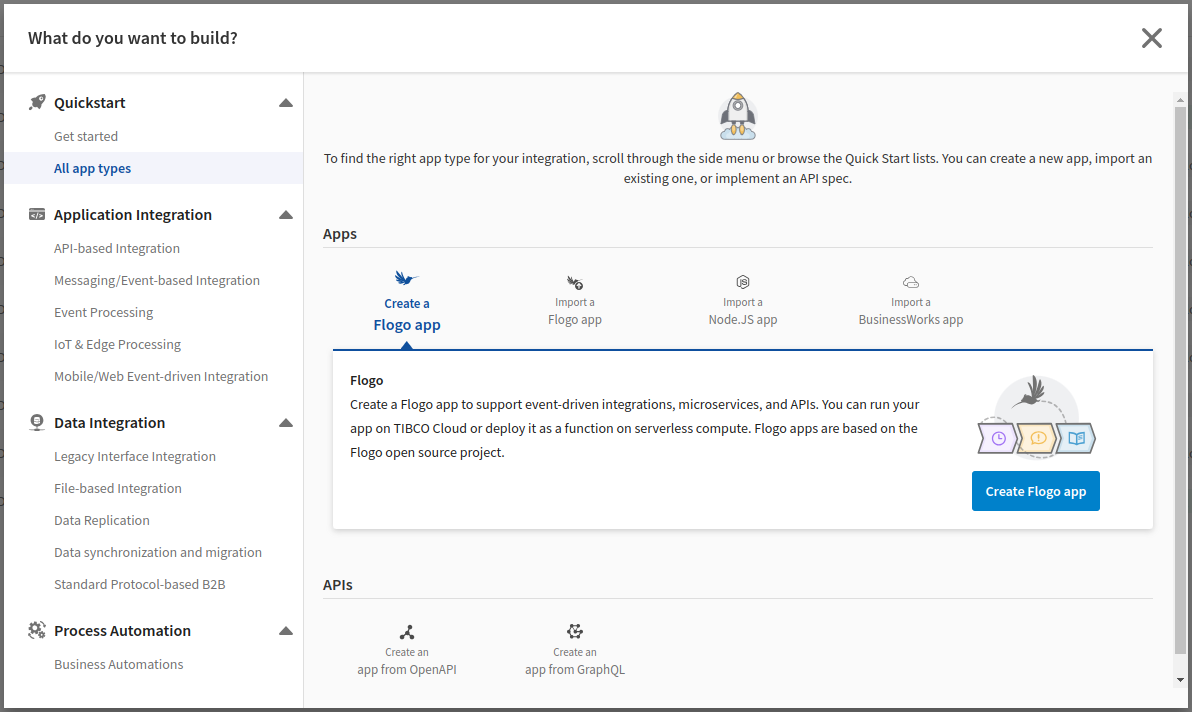 What do you want to build?
Quickstart
Get started
All app types
Application Integration
API-based Integration
Messaging/Event-based Integration
Event Processing
IoT & Edge Processing
Mobile/Web Event-driven Integration
Data Integration
Legacy Interface Integration
File-based Integration
Data Replication
Data synchronization and migration
Standard Protocol-based B2B
Process Automation
Business Automations
To find the right app type for your integration, scroll through the side menu or browse the Quick Start lists. You can create a new app, import an
existing one, or implement an API spec.
Apps
Create a
Flogo app
Import a
Flogo app
Import a
Node.JS app
Import a
BusinessWorks app
Flogo
Create a Flogo app to support event-driven integrations, microservices, and APIs. You can run your
app on TIBCO Cloud or deploy it as a function on serverless compute. Flogo apps are based on the
Flogo open source project.
Create Flogo app
APIs
Create an
app from OpenAPI
Create an
app from GraphQL